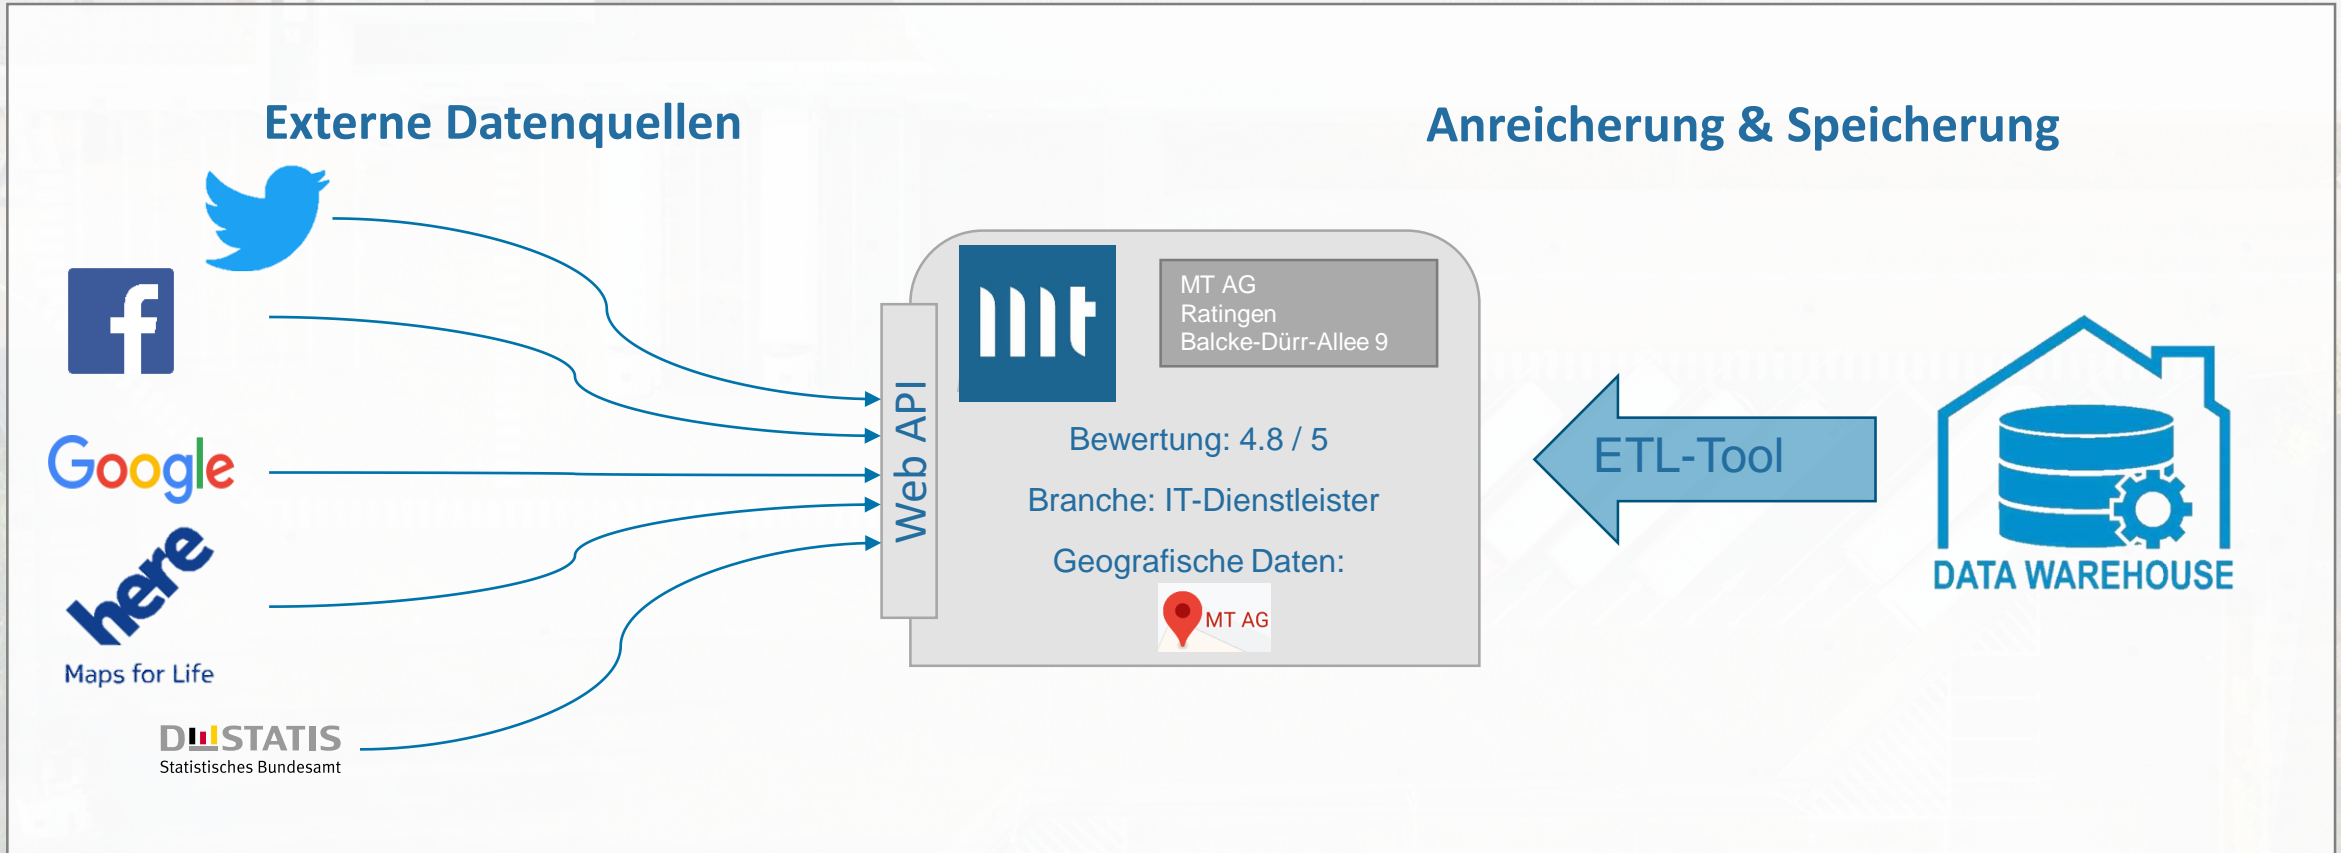 Externe Datenquellen
Anreicherung & Speicherung
f
Google
here
Maps for Life
DESTATIS
Statistisches Bundesamt
Web API
mt
MT AG
Ratingen
Balcke-Dürr-Allee 9
Bewertung: 4.8 / 5
Branche: IT-Dienstleister
Geografische Daten:
MT AG
ETL-Tool
DATA WAREHOUSE